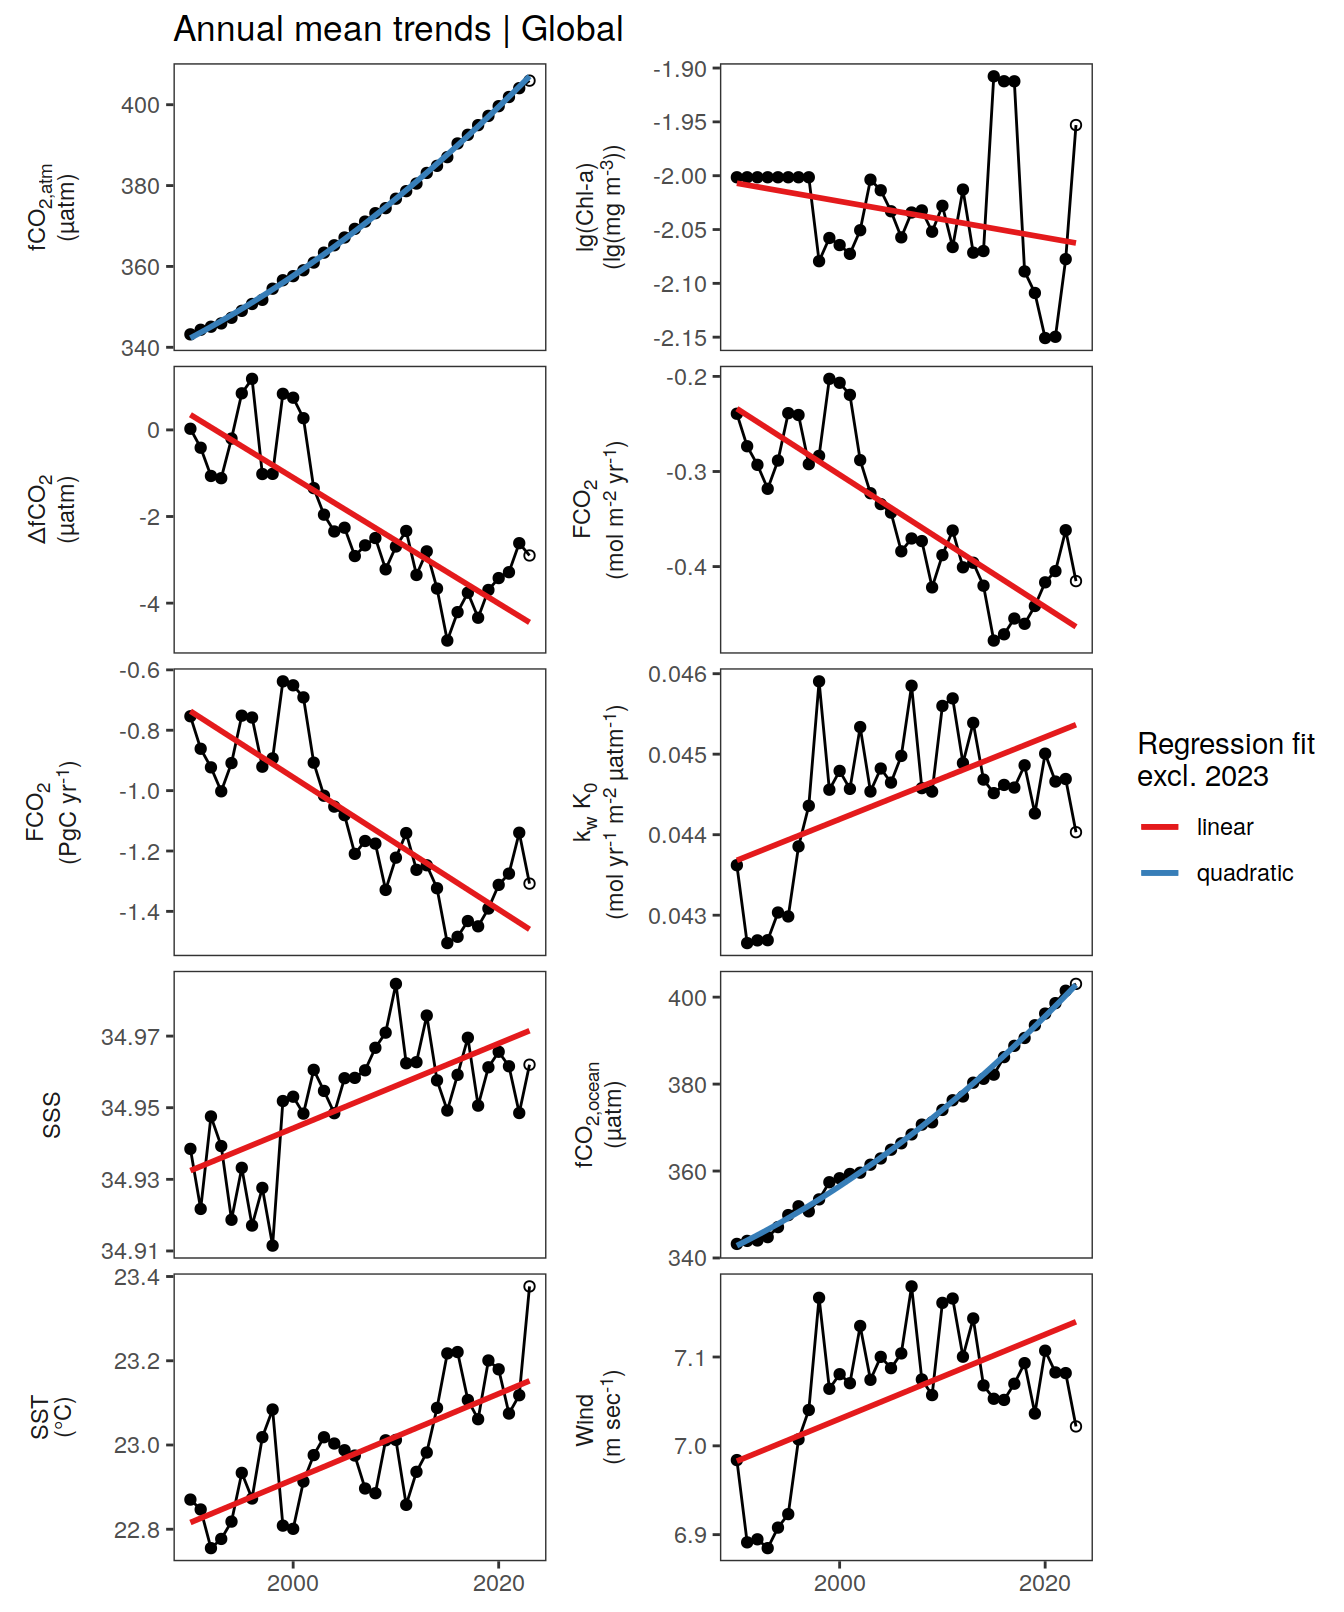 Annual mean trends | Global
fCO2,atm
(µatm)
400
380
360
340
lg(Chl-a)
(lg(mg m-3))
-1.90
-1.95
-2.00
-2.05
-2.10
-2.15
ΔfCO2
(µatm)
0
-2
-4
FCO2
(mol m-2 yr-1)
-0.2
-0.3
-0.4
FCO2
(PgC yr-1)
-0.6
-0.8
-1.0
-1.2
-1.4
kw K0
(mol yr-1 m-2 µatm-1)
0.046
0.045
0.044
0.043
SSS
34.97
34.95
34.93
34.91
fCO2,ocean
(µatm)
400
380
360
340
SST
(°C)
23.4
23.2
23.0
22.8
2000
2020
Wind
(m sec-1)
7.1
7.0
6.9
2000
2020
Regression fit
excl. 2023
linear
quadratic